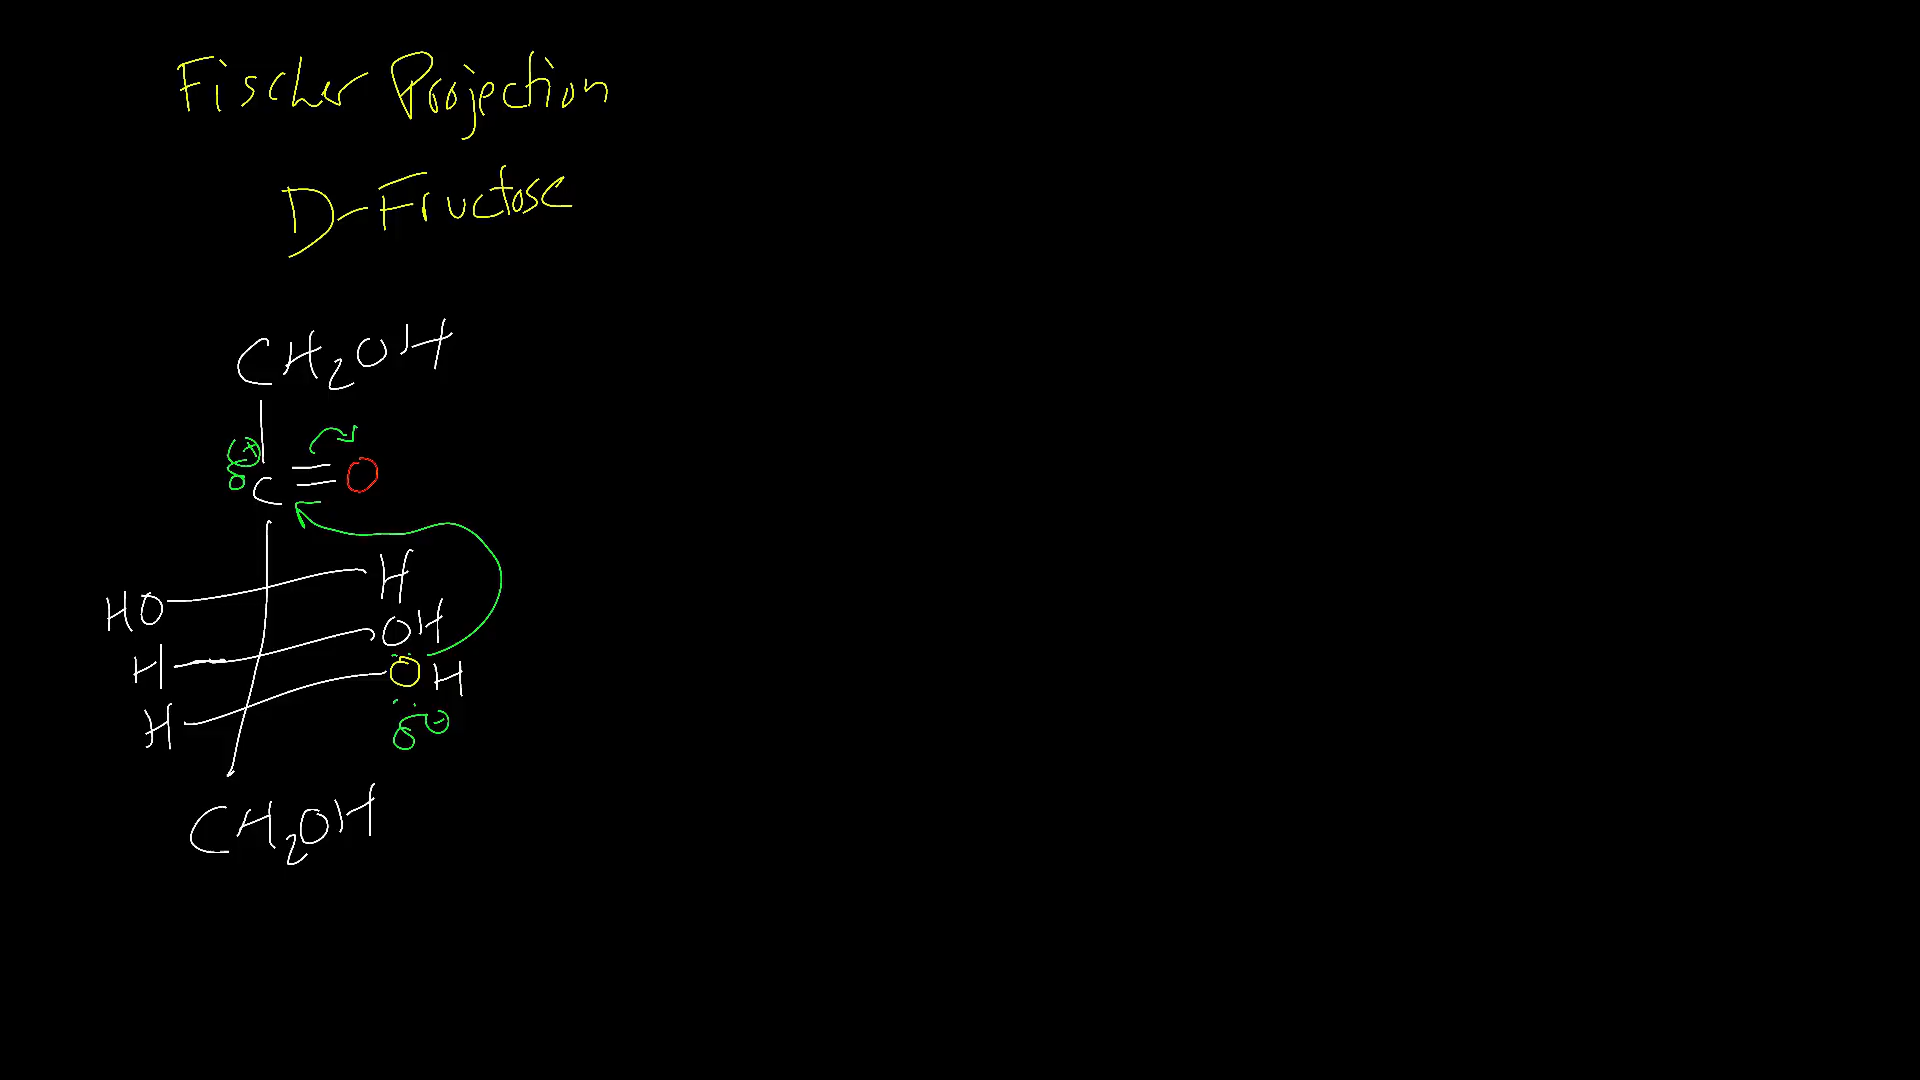 Fischer Projection
D-Fructose
CH2OH
δ+ C = O
HO H
H OH
H OH
δ-
CH2OH